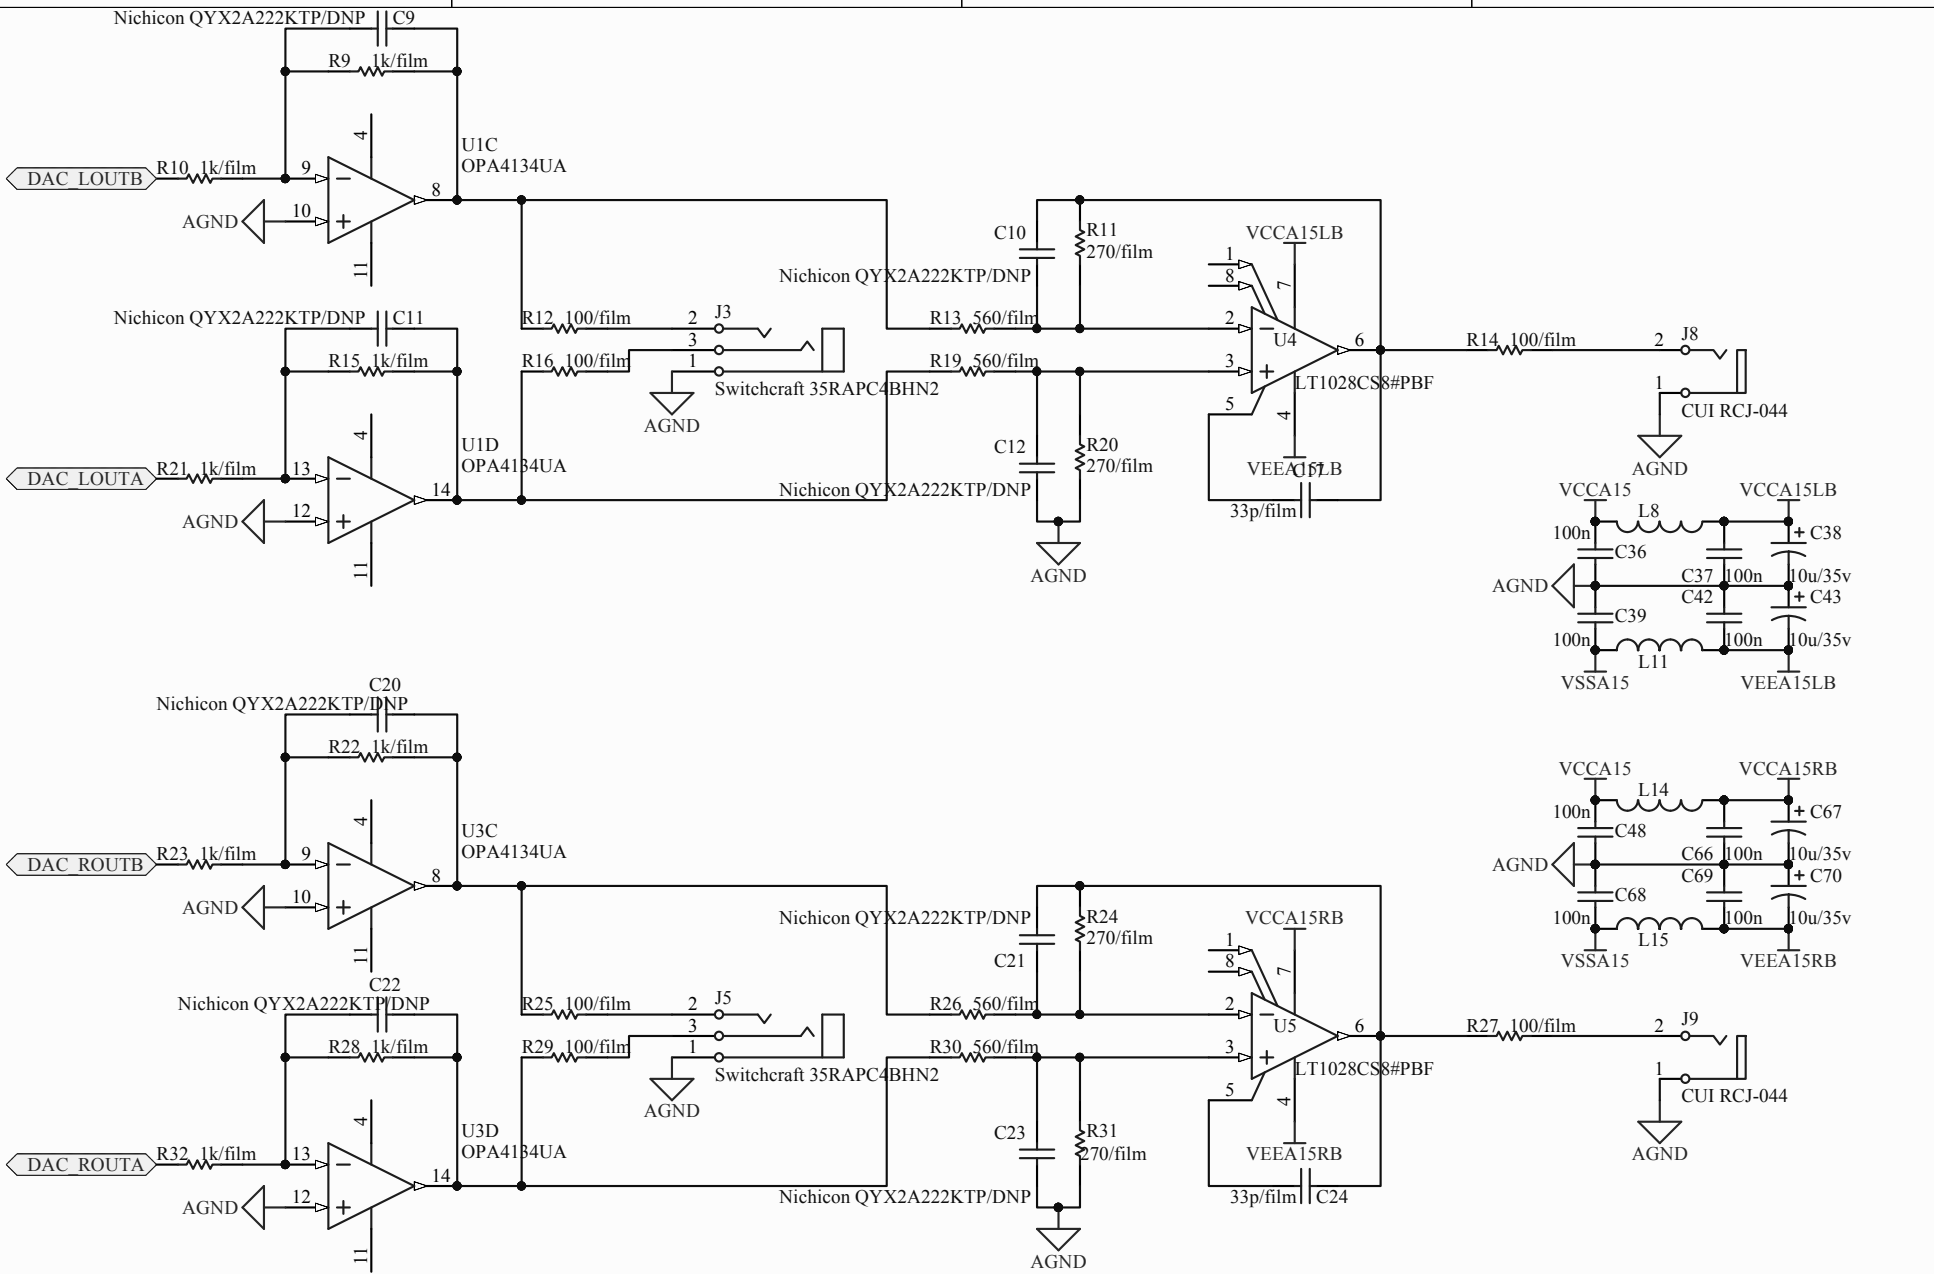 Nichicon QYX2A222KTP/DNP C9
R9 1k/film
4
U1C
OPA4134UA
DAC_LOUTB R10 1k/film 9
8
AGND 10
11
Nichicon QYX2A222KTP/DNP C11
R15 1k/film
4
U1D
OPA4134UA
DAC_LOUTA R21 1k/film 13
14
AGND 12
11
R12 100/film 2 J3
3
R16 100/film 1
Switchcraft 35RAPC4BHN2
AGND
C10 R11
270/film
Nichicon QYX2A222KTP/DNP
R13 560/film
R19 560/film
C12 R20
270/film
Nichicon QYX2A222KTP/DNP
AGND
VCCA15LB
1
8
7
2
U4
6
3
LT1028CS8#PBF
5
4
VEEA15LB
C17
33p/film
R14 100/film 2 J8
1
CUI RCJ-044
AGND
VCCA15 VCCA15LB
L8
100n C38
C36
AGND C37 100n 10u/35v
C42 C43
C39
100n 100n 10u/35v
L11
VSSA15 VEEA15LB
C20
Nichicon QYX2A222KTP/DNP
R22 1k/film
4
U3C
OPA4134UA
DAC_ROUTB R23 1k/film 9
8
AGND 10
11
C22
Nichicon QYX2A222KTP/DNP
R28 1k/film
4
U3D
OPA4134UA
DAC_ROUTA R32 1k/film 13
14
AGND 12
11
R25 100/film 2 J5
3
R29 100/film 1
Switchcraft 35RAPC4BHN2
AGND
Nichicon QYX2A222KTP/DNP R24
270/film
C21
R26 560/film
R30 560/film
C23 R31
270/film
Nichicon QYX2A222KTP/DNP
AGND
VCCA15RB
1
8
7
2
U5
6
3
LT1028CS8#PBF
5
4
VEEA15RB
33p/film C24
VCCA15 VCCA15RB
L14
100n C67
C48
AGND C66 100n 10u/35v
C69 C70
C68
100n 100n 10u/35v
L15
VSSA15 VEEA15RB
R27 100/film 2 J9
1
CUI RCJ-044
AGND